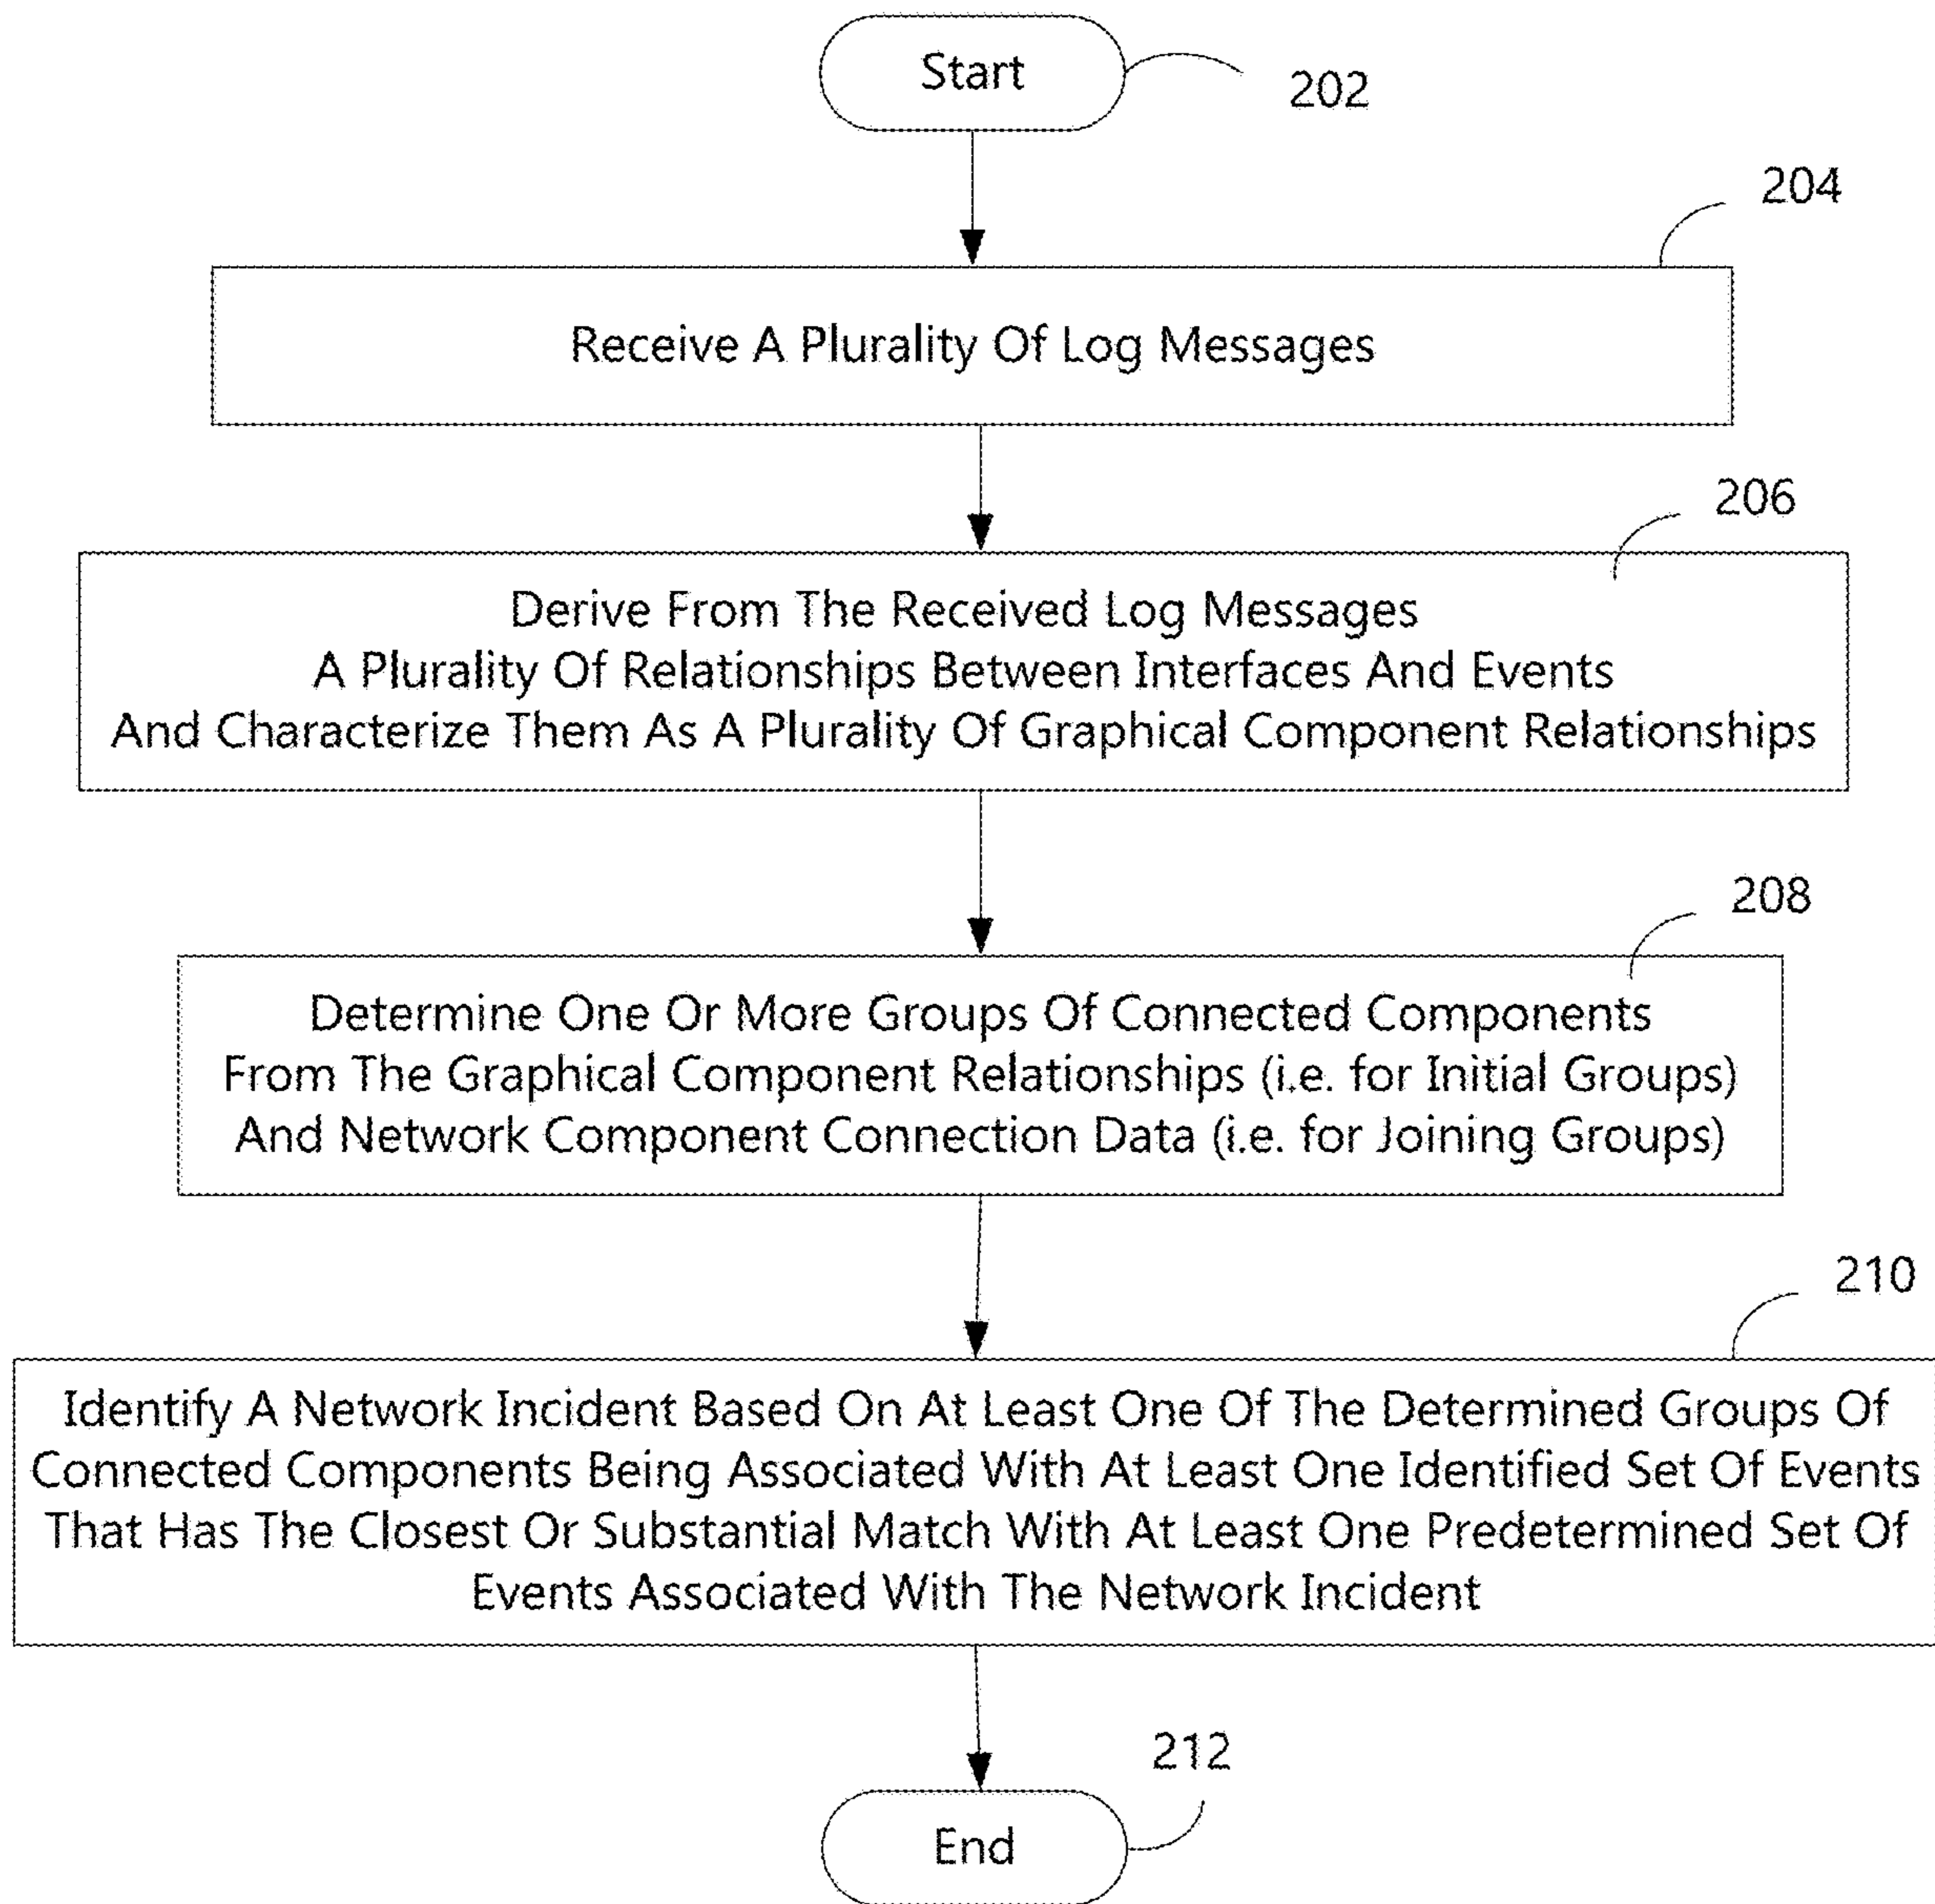 Start
202
204
Receive A Plurality Of Log Messages
206
Derive From The Received Log Messages
A Plurality Of Relationships Between Interfaces And Events
And Characterize Them As A Plurality Of Graphical Component Relationships
208
Determine One Or More Groups Of Connected Components
From The Graphical Component Relationships (i.e. for Initial Groups)
And Network Component Connection Data (i.e. for Joining Groups)
210
Identify A Network Incident Based On At Least One Of The Determined Groups Of
Connected Components Being Associated With At Least One Identified Set Of Events
That Has The Closest Or Substantial Match With At Least One Predetermined Set Of
Events Associated With The Network Incident
212
End